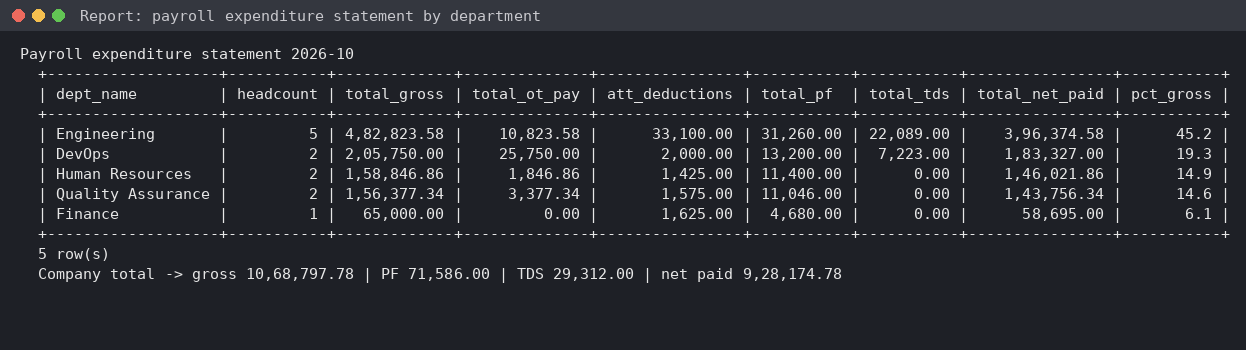 Report: payroll expenditure statement by department
Payroll expenditure statement 2026-10
+-------------------+-----------+-------------+--------------+----------------+-----------+-----------+----------------+-----------+
| dept_name         | headcount | total_gross | total_ot_pay | att_deductions | total_pf  | total_tds | total_net_paid | pct_gross |
+-------------------+-----------+-------------+--------------+----------------+-----------+-----------+----------------+-----------+
| Engineering       |         5 | 4,82,823.58 |    10,823.58 |      33,100.00 | 31,260.00 | 22,089.00 |    3,96,374.58 |      45.2 |
| DevOps            |         2 | 2,05,750.00 |    25,750.00 |       2,000.00 | 13,200.00 |  7,223.00 |    1,83,327.00 |      19.3 |
| Human Resources   |         2 | 1,58,846.86 |     1,846.86 |       1,425.00 | 11,400.00 |      0.00 |    1,46,021.86 |      14.9 |
| Quality Assurance |         2 | 1,56,377.34 |     3,377.34 |       1,575.00 | 11,046.00 |      0.00 |    1,43,756.34 |      14.6 |
| Finance           |         1 |   65,000.00 |         0.00 |       1,625.00 |  4,680.00 |      0.00 |      58,695.00 |       6.1 |
+-------------------+-----------+-------------+--------------+----------------+-----------+-----------+----------------+-----------+
5 row(s)
Company total -> gross 10,68,797.78 | PF 71,586.00 | TDS 29,312.00 | net paid 9,28,174.78